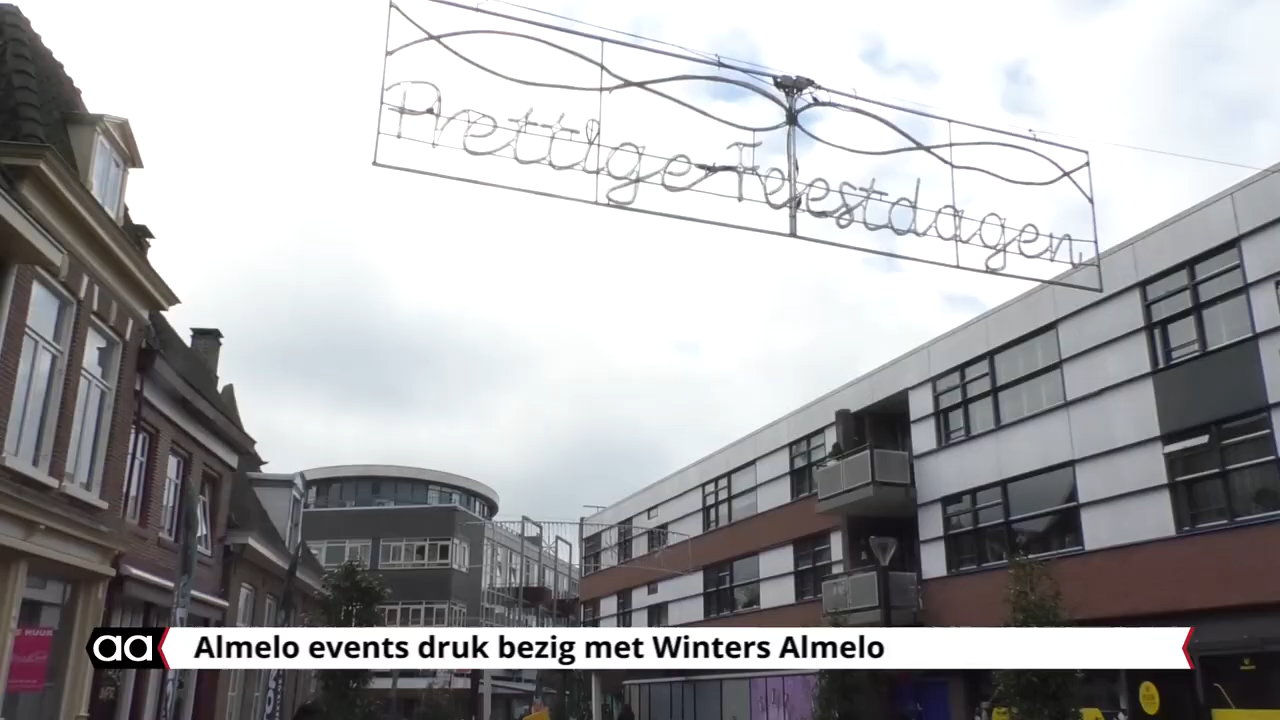 Prettige Feestdagen
aa
Almelo events druk bezig met Winters Almelo